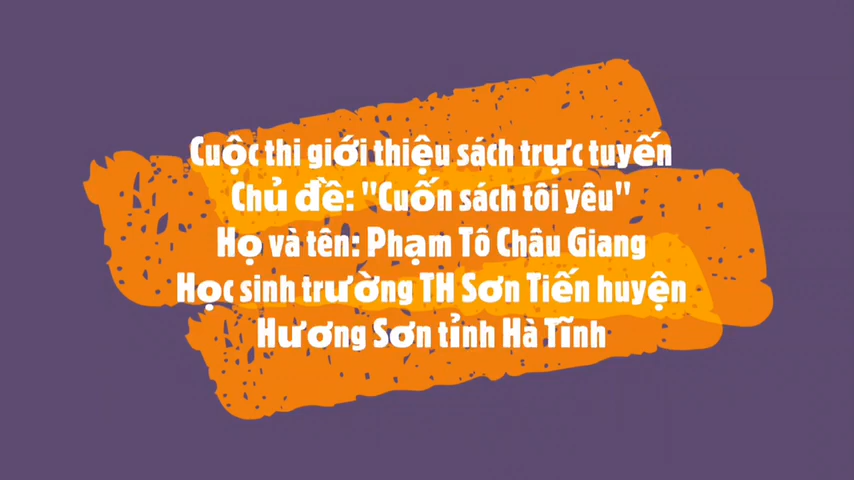 Cuộc thi giới thiệu sách trực tuyến
Chủ đề: "Cuốn sách tôi yêu"
Họ và tên: Phạm Tô Châu Giang
Học sinh trường TH Sơn Tiến huyện
Hương Sơn tỉnh Hà Tĩnh